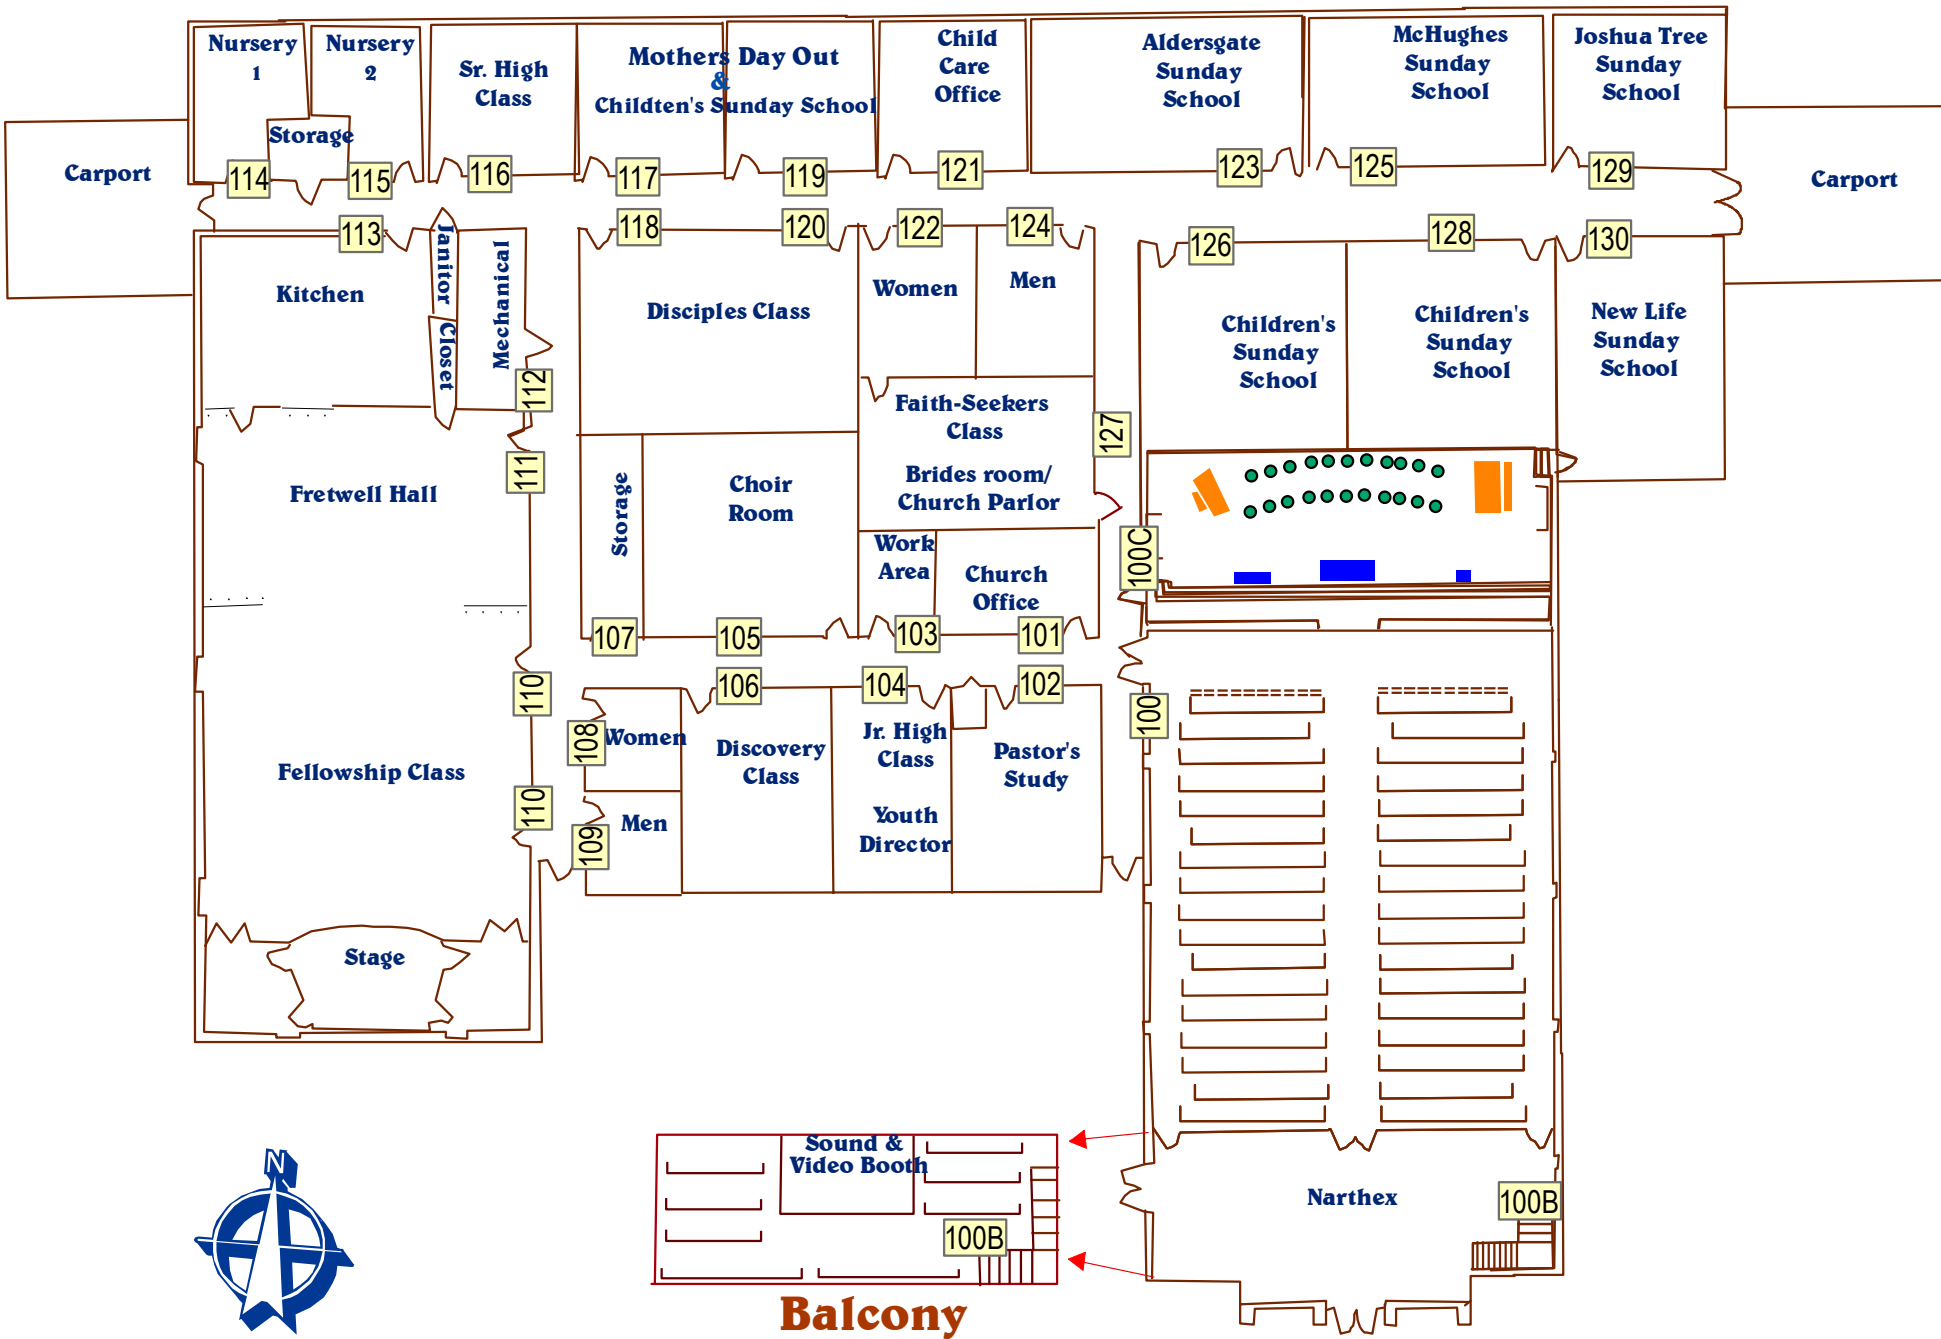 Nursery
1
Nursery
2
Storage
Sr. High
Class
Mothers Day Out
&
Childten's Sunday School
Child
Care
Office
Aldersgate
Sunday
School
McHughes
Sunday
School
Joshua Tree
Sunday
School
Carport
Carport
114
115
116
117
119
121
123
125
129
113
118
120
122
124
126
128
130
Kitchen
Janitor
Closet
Mechanical
112
Disciples Class
Women
Men
Children's
Sunday
School
Children's
Sunday
School
New Life
Sunday
School
Fretwell Hall
111
Storage
Choir
Room
Faith-Seekers
Class
Brides room/
Church Parlor
127
Work
Area
Church
Office
100C
107
105
103
101
110
106
104
102
100
108
Women
Discovery
Class
Jr. High
Class
Youth
Director
Pastor's
Study
Fellowship Class
110
109
Men
Stage
Sound &
Video Booth
100B
Narthex
100B
N
Balcony